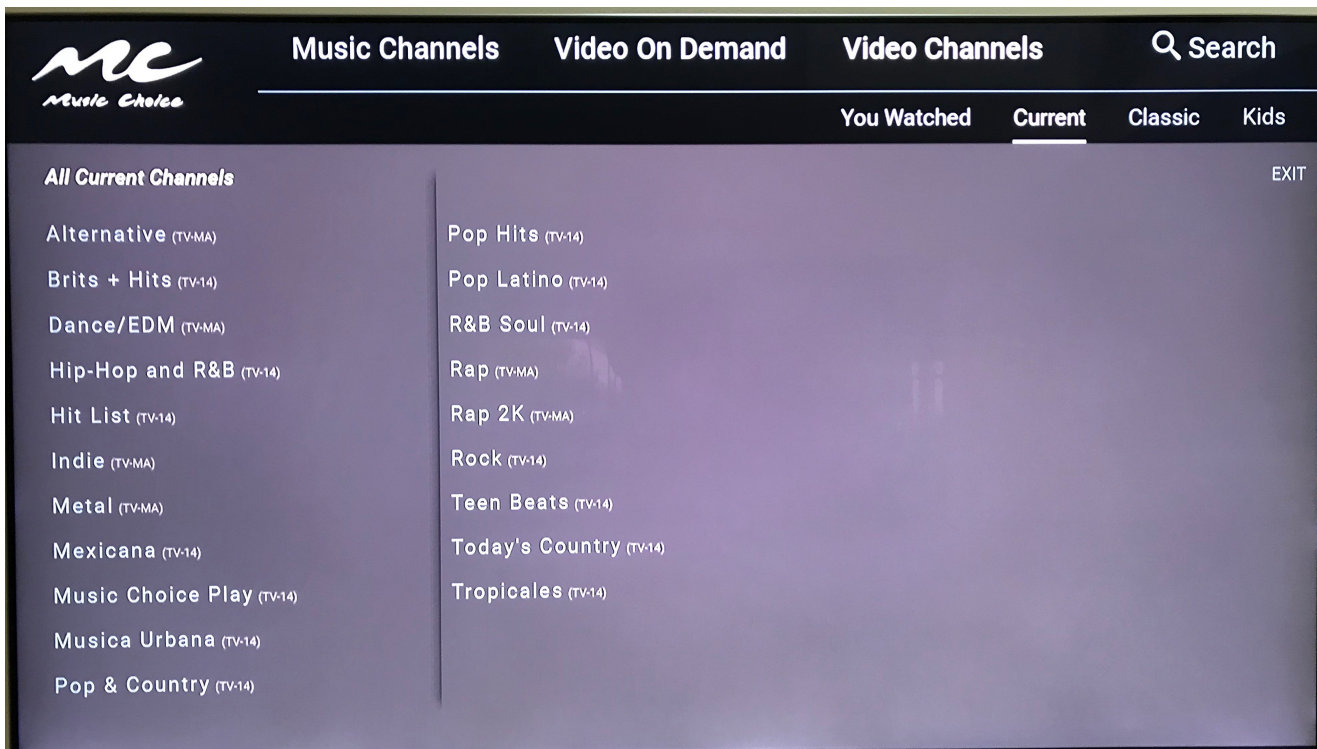 MC
Music Choice
Music Channels Video On Demand Video Channels Search
You Watched Current Classic Kids
EXIT
All Current Channels
Alternative (TV-MA)
Brits + Hits (TV-14)
Dance/EDM (TV-MA)
Hip-Hop and R&B (TV-14)
Hit List (TV-14)
Indie (TV-MA)
Metal (TV-MA)
Mexicana (TV-14)
Music Choice Play (TV-14)
Musica Urbana (TV-14)
Pop & Country (TV-14)
Pop Hits (TV-14)
Pop Latino (TV-14)
R&B Soul (TV-14)
Rap (TV-MA)
Rap 2K (TV-MA)
Rock (TV-14)
Teen Beats (TV-14)
Today's Country (TV-14)
Tropicales (TV-14)